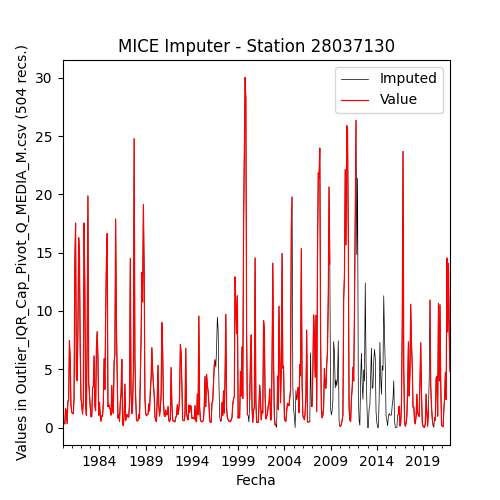 MICE Imputer - Station 28037130
Imputed
Value
Values in Outlier_IQR_Cap_Pivot_Q_MEDIA_M.csv (504 recs.)
30
25
20
15
10
5
0
1984 1989 1994 1999 2004 2009 2014 2019
Fecha